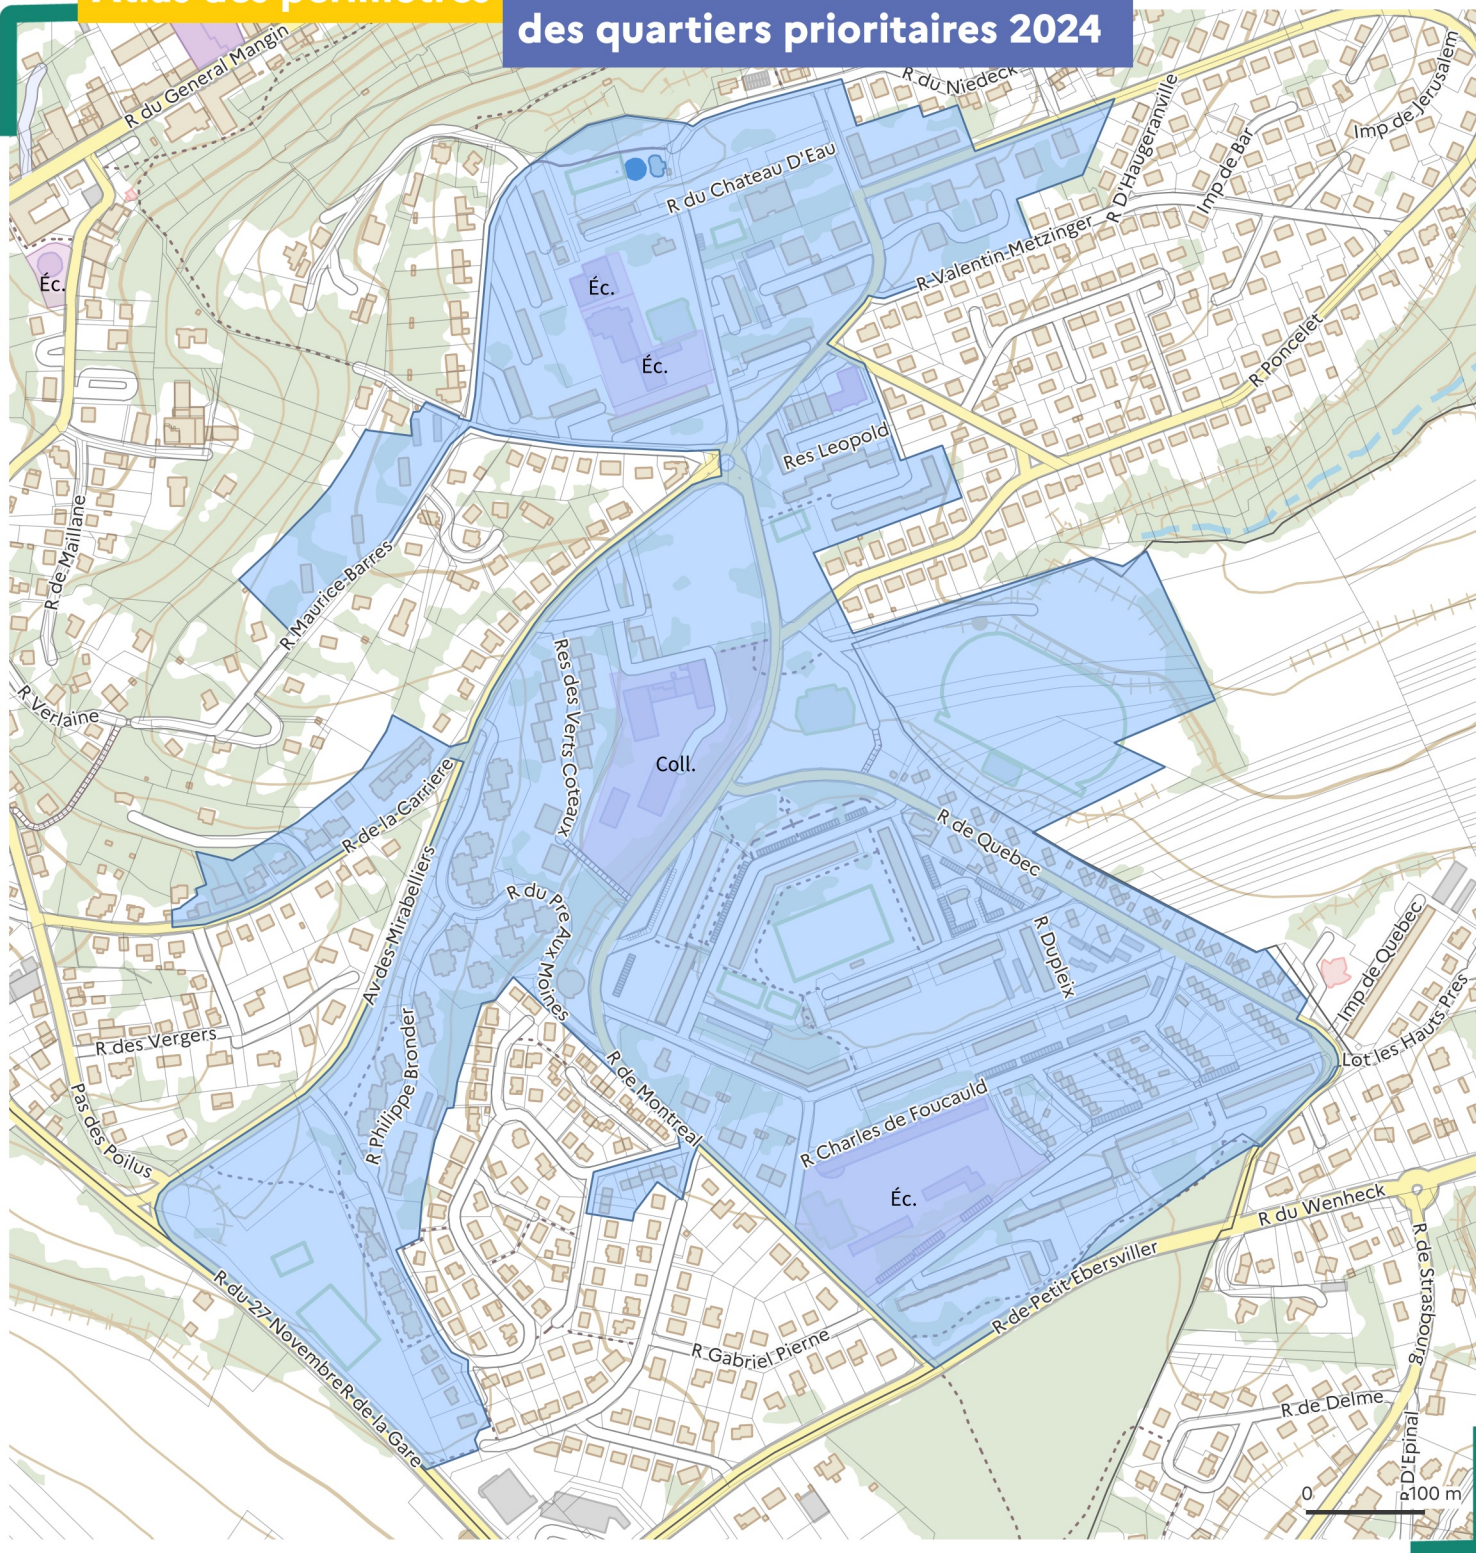 Atlas des périmètres
des quartiers prioritaires 2024
R du General Mangin
R du Niedeck
Imp de Jerusalem
R D'Haugeranville
Imp de Bar
R du Chateau D'Eau
R Valentin Metzinger
Éc.
Éc.
Éc.
R Poncelet
Res Leopold
R de Maillane
R Maurice Barres
R Verlaine
Res des Verts Coteaux
Coll.
R de la Carriere
R de Quebec
Av des Mirabelliers
R du Pre Aux Moines
R Dupleix
Imp de Quebec
R des Vergers
R Philippe Bronder
Lot les Hauts Pres
R de Montreal
Pas des Poilus
R Charles de Foucauld
Éc.
R du Wenheck
R de Strasbourg
R de Petit Ebersviller
R du 27 Novembre
R Gabriel Pierne
R de la Gare
R de Delme
R D'Epinal
0 100 m